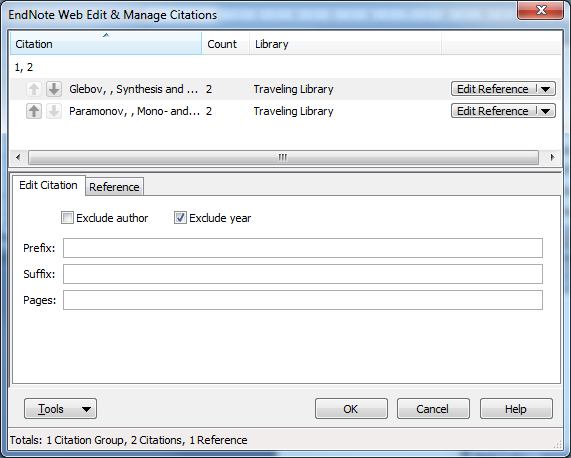 EndNote Web Edit & Manage Citations
Citation Count Library
1, 2
Glebov, , Synthesis and ... 2 Traveling Library Edit Reference
Paramonov, , Mono- and... 2 Traveling Library Edit Reference
Edit Citation Reference
Exclude author Exclude year
Prefix:
Suffix:
Pages:
Tools OK Cancel Help
Totals: 1 Citation Group, 2 Citations, 1 Reference